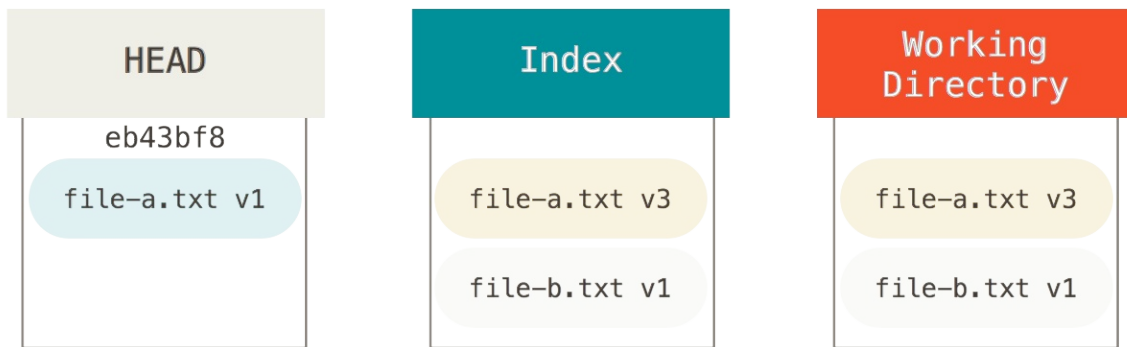 HEAD
Index
Working
Directory
eb43bf8
file-a.txt v1
file-a.txt v3
file-a.txt v3
file-b.txt v1
file-b.txt v1